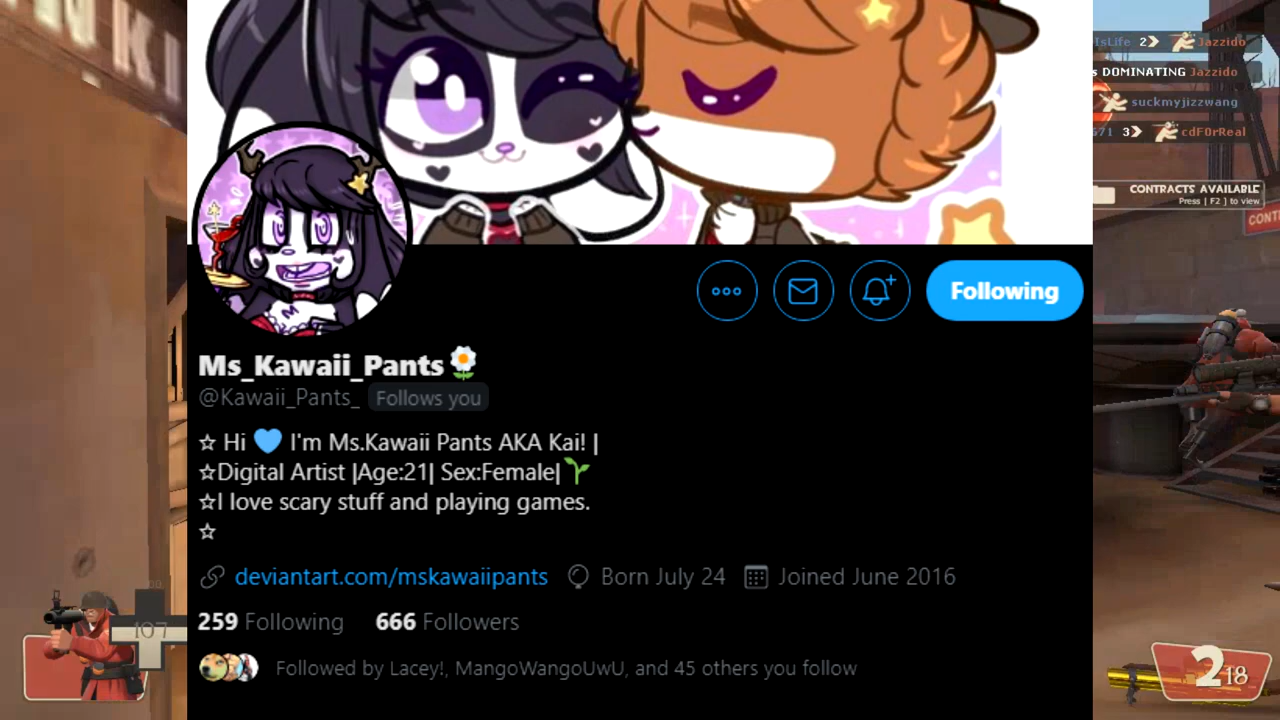 IsLife 2 Jazzido
s DOMINATING Jazzido
suckmyjizzwang
571 3 cdF0rReal
CONTRACTS AVAILABLE
Press [ F2 ] to view
CONT
Following
Ms_Kawaii_Pants
@Kawaii_Pants_ Follows you
☆ Hi 💙 I'm Ms.Kawaii Pants AKA Kai! |
☆Digital Artist |Age:21| Sex:Female|🌱
☆I love scary stuff and playing games.
☆
deviantart.com/mskawaiipants Born July 24 Joined June 2016
259 Following 666 Followers
Followed by Lacey!, MangoWangoUwU, and 45 others you follow
107
2 18